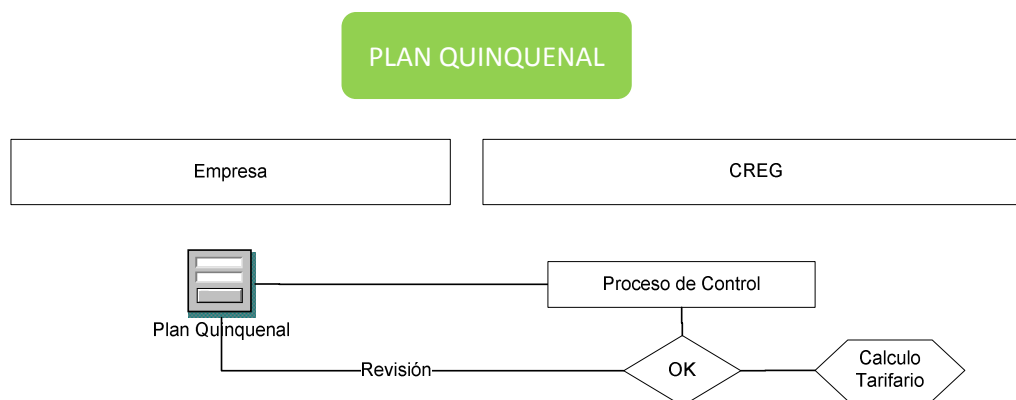 PLAN QUINQUENAL
Empresa
CREG
Proceso de Control
Plan Quinquenal
Revisión
OK
Calculo
Tarifario